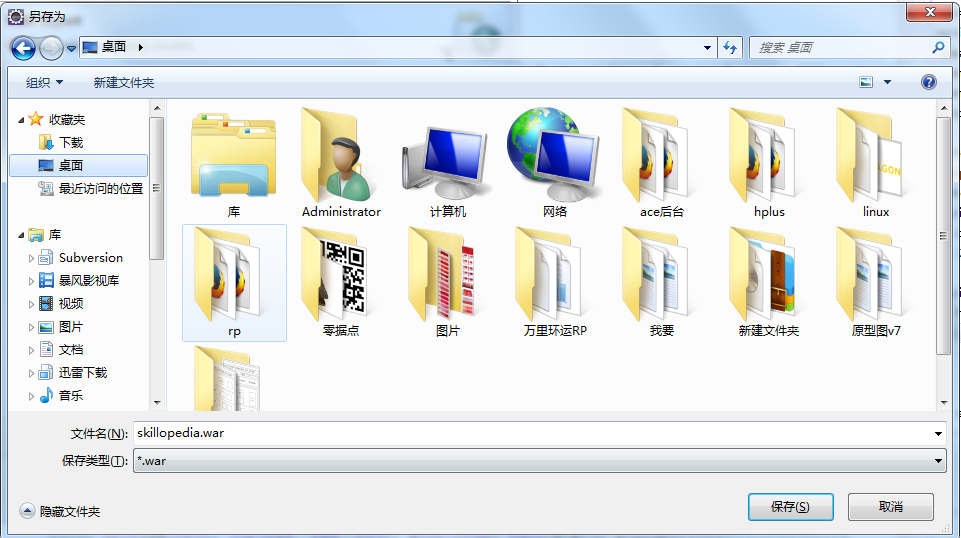 另存为
桌面
搜索 桌面
组织 新建文件夹
收藏夹
下载
桌面
最近访问的位置
库
Subversion
暴风影视库
视频
图片
文档
迅雷下载
音乐
库 Administrator 计算机 网络 ace后台 hplus linux
rp 零据点 图片 万里环运RP 我要 新建文件夹 原型图v7
文件名(N): skillopedia.war
保存类型(T): *.war
隐藏文件夹 保存(S) 取消